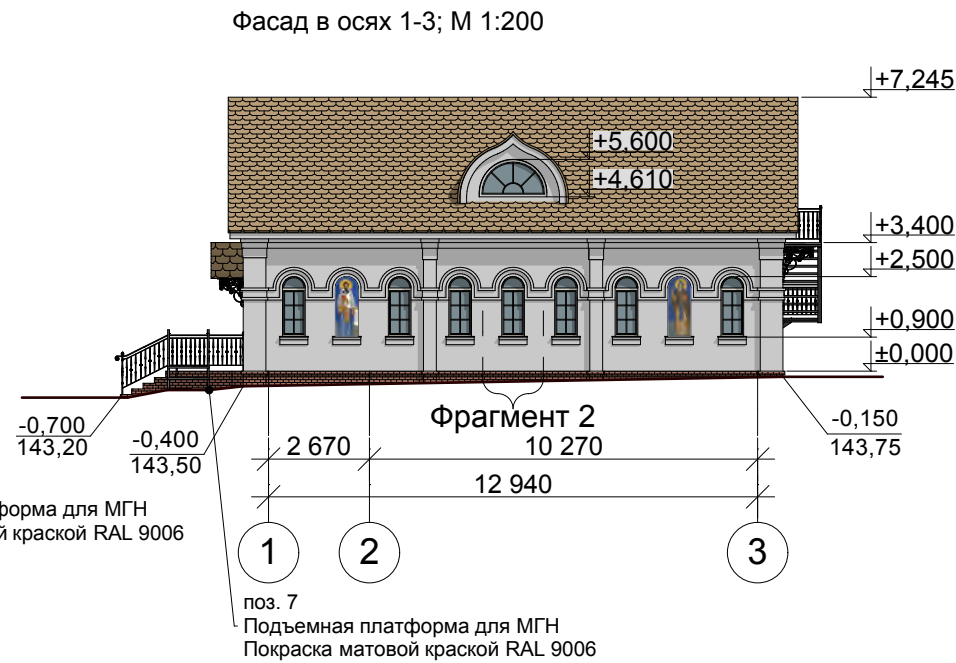 Фасад в осях 1-3; М 1:200
+7,245
+5,600
+4,610
+3,400
+2,500
+0,900
±0,000
Фрагмент 2
-0,700
143,20
-0,400
143,50
-0,150
143,75
2 670
10 270
12 940
форма для МГН
й краской RAL 9006
1
2
3
поз. 7
Подъемная платформа для МГН
Покраска матовой краской RAL 9006